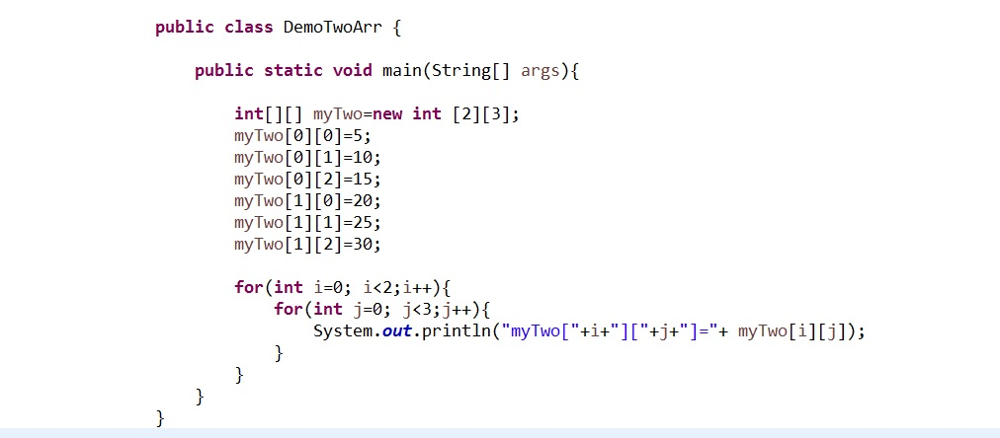 public class DemoTwoArr {
public static void main(String[] args){
int[][] myTwo=new int [2][3];
myTwo[0][0]=5;
myTwo[0][1]=10;
myTwo[0][2]=15;
myTwo[1][0]=20;
myTwo[1][1]=25;
myTwo[1][2]=30;
for(int i=0; i<2;i++){
for(int j=0; j<3;j++){
System.out.println("myTwo["+i+"]["+j+"]="+ myTwo[i][j]);
}
}
}
}